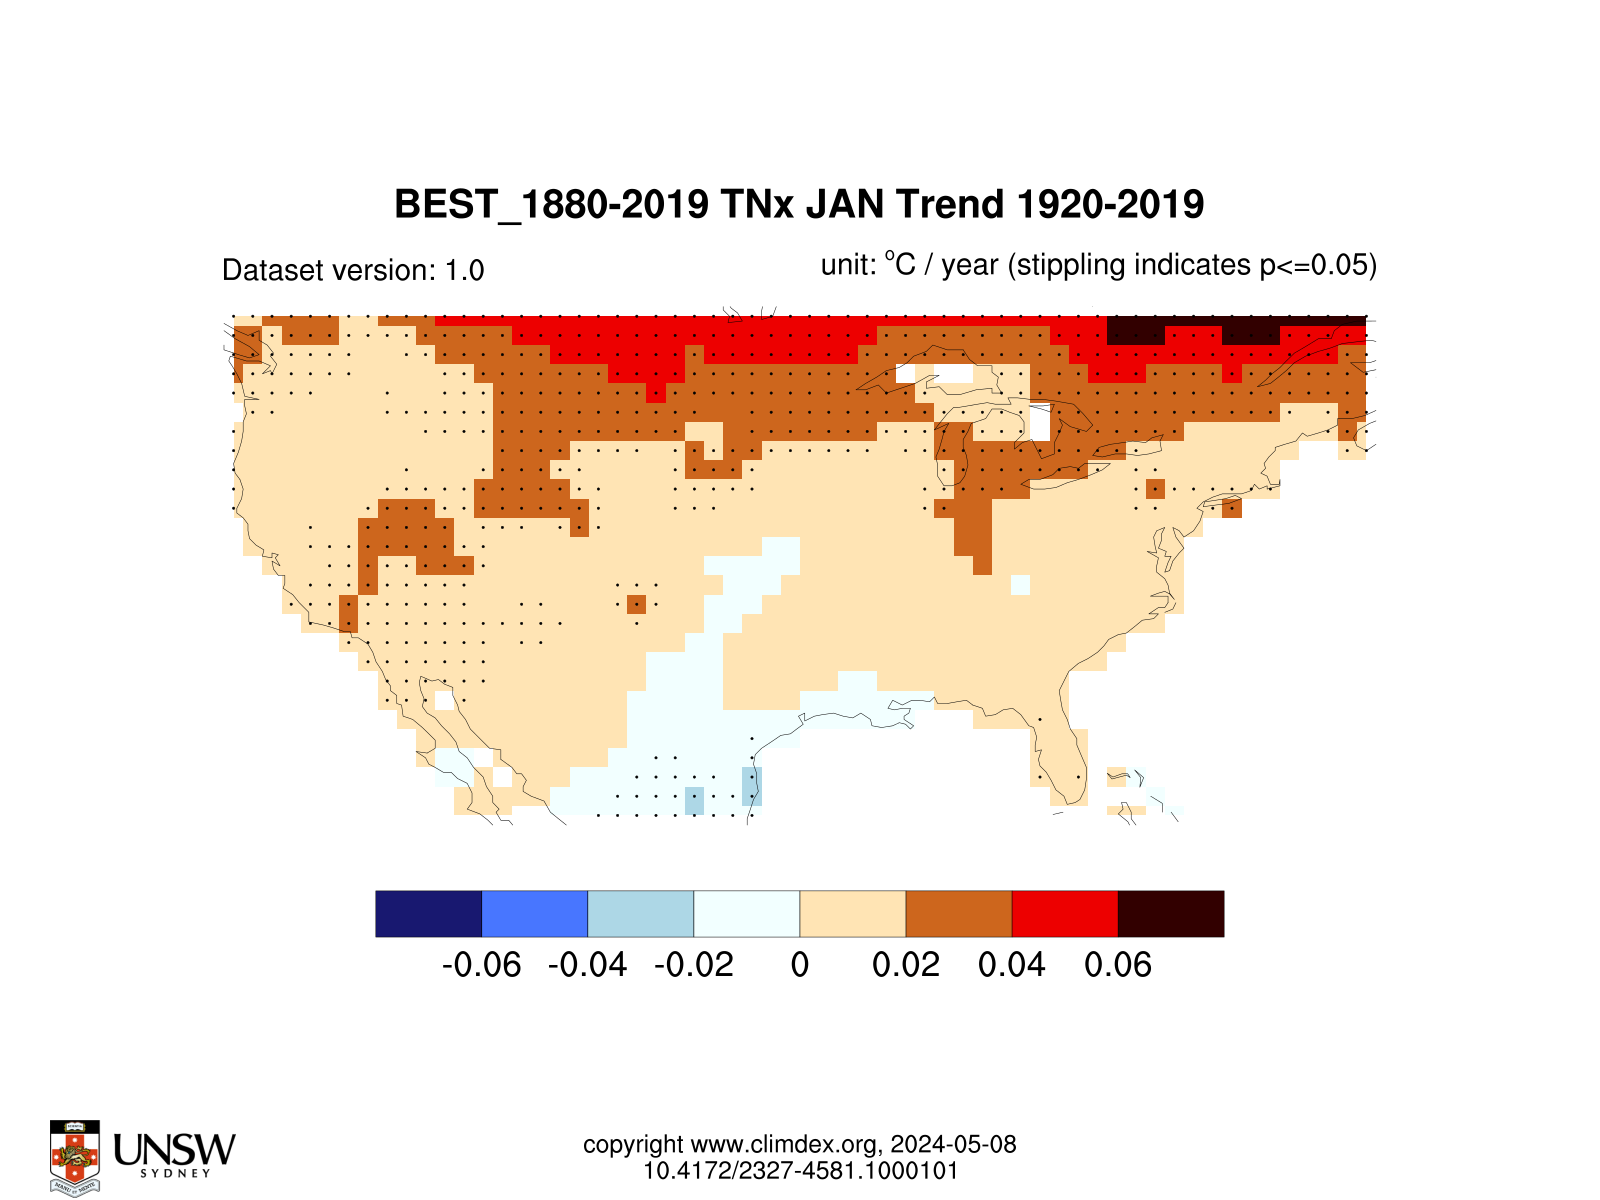 BEST_1880-2019 TNx JAN Trend 1920-2019
Dataset version: 1.0
unit: °C / year (stippling indicates p<=0.05)
-0.06 -0.04 -0.02 0 0.02 0.04 0.06
UNSW
SYDNEY
copyright www.climdex.org, 2024-05-08
10.4172/2327-4581.1000101